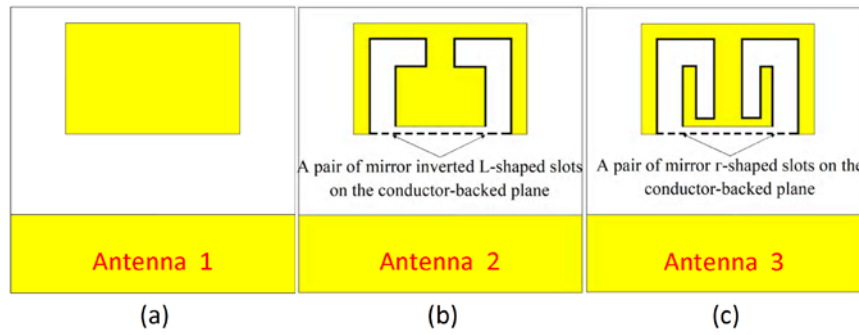 A pair of mirror inverted L-shaped slots
on the conductor-backed plane
A pair of mirror r-shaped slots on the
conductor-backed plane
Antenna 1
Antenna 2
Antenna 3
(a)
(b)
(c)